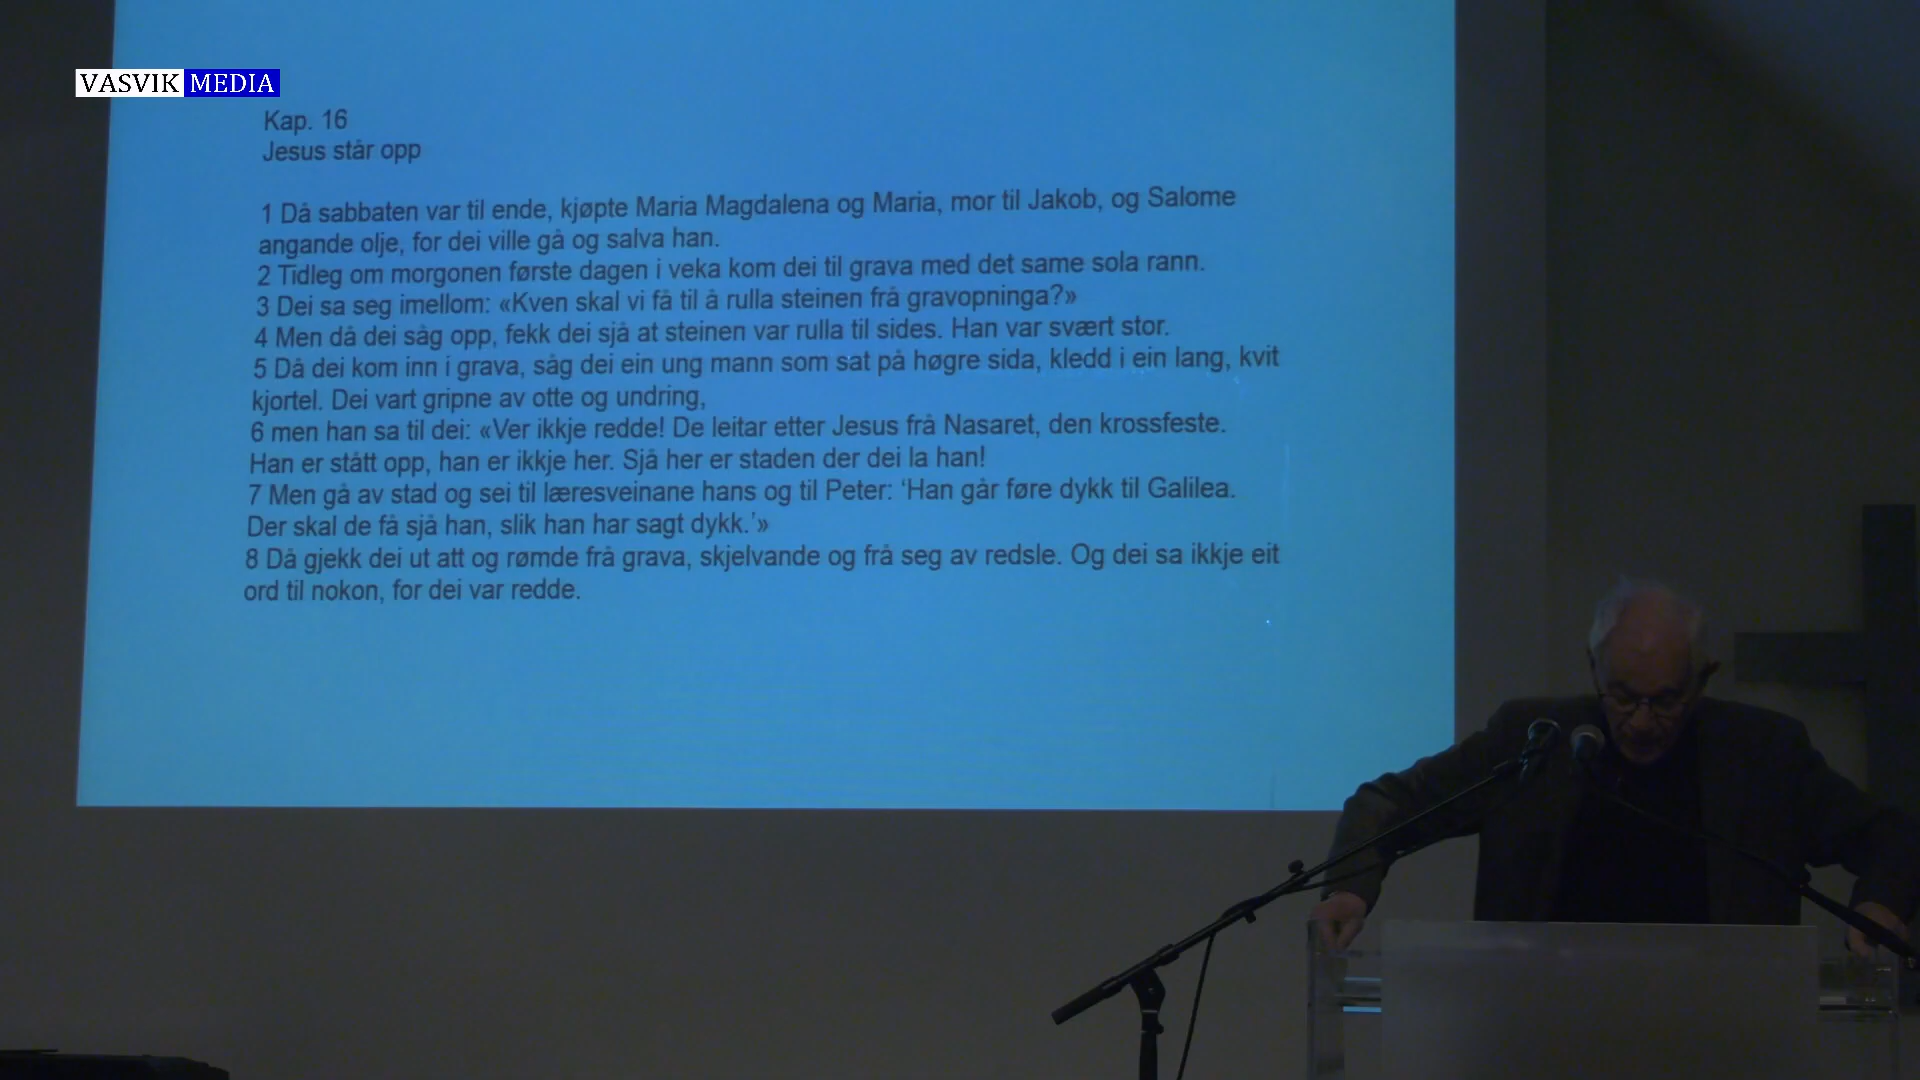 VASVIK MEDIA
Kap. 16
Jesus står opp
1 Då sabbaten var til ende, kjøpte Maria Magdalena og Maria, mor til Jakob, og Salome
angande olje, for dei ville gå og salva han.
2 Tidleg om morgonen første dagen i veka kom dei til grava med det same sola rann.
3 Dei sa seg imellom: «Kven skal vi få til å rulla steinen frå gravopninga?»
4 Men då dei såg opp, fekk dei sjå at steinen var rulla til sides. Han var svært stor.
5 Då dei kom inn i grava, såg dei ein ung mann som sat på høgre sida, kledd i ein lang, kvit
kjortel. Dei vart gripne av otte og undring,
6 men han sa til dei: «Ver ikkje redde! De leitar etter Jesus frå Nasaret, den krossfeste.
Han er stått opp, han er ikkje her. Sjå her er staden der dei la han!
7 Men gå av stad og sei til læresveinane hans og til Peter: ‘Han går føre dykk til Galilea.
Der skal de få sjå han, slik han har sagt dykk.’»
8 Då gjekk dei ut att og rømde frå grava, skjelvande og frå seg av redsle. Og dei sa ikkje eit
ord til nokon, for dei var redde.